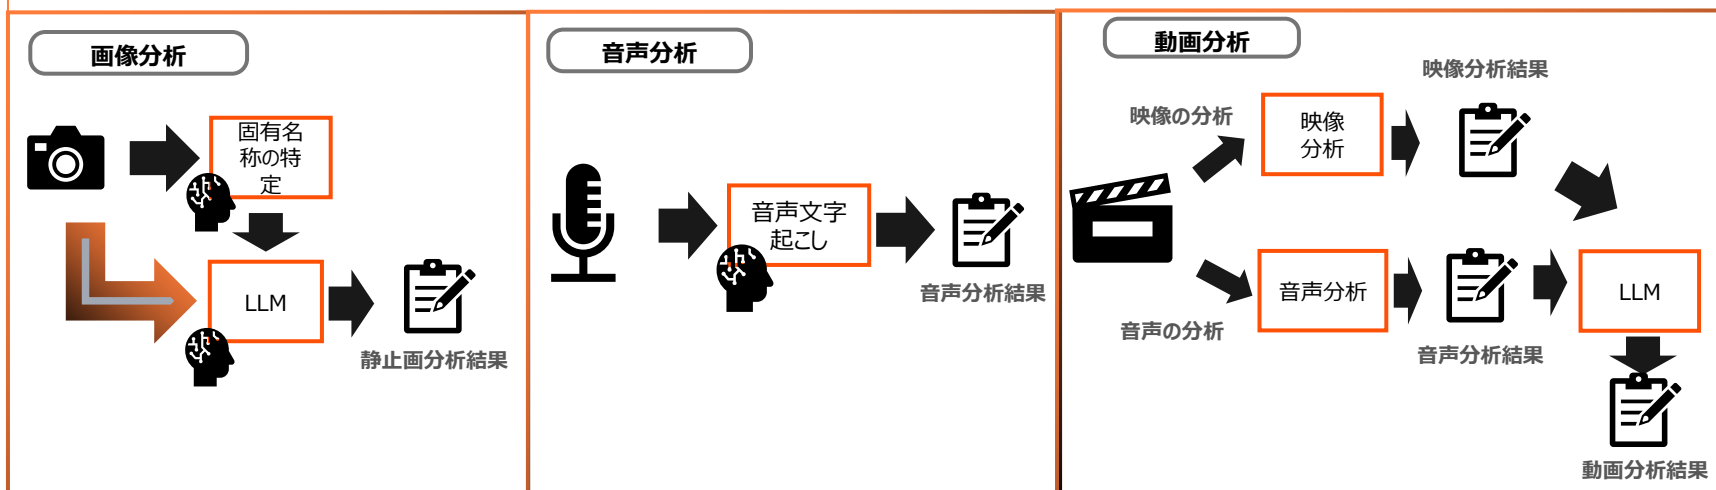 画像分析
固有名
称の特
定
LLM
静止画分析結果
音声分析
音声文字
起こし
音声分析結果
動画分析
映像の分析
映像
分析
映像分析結果
音声の分析
音声分析
音声分析結果
LLM
動画分析結果